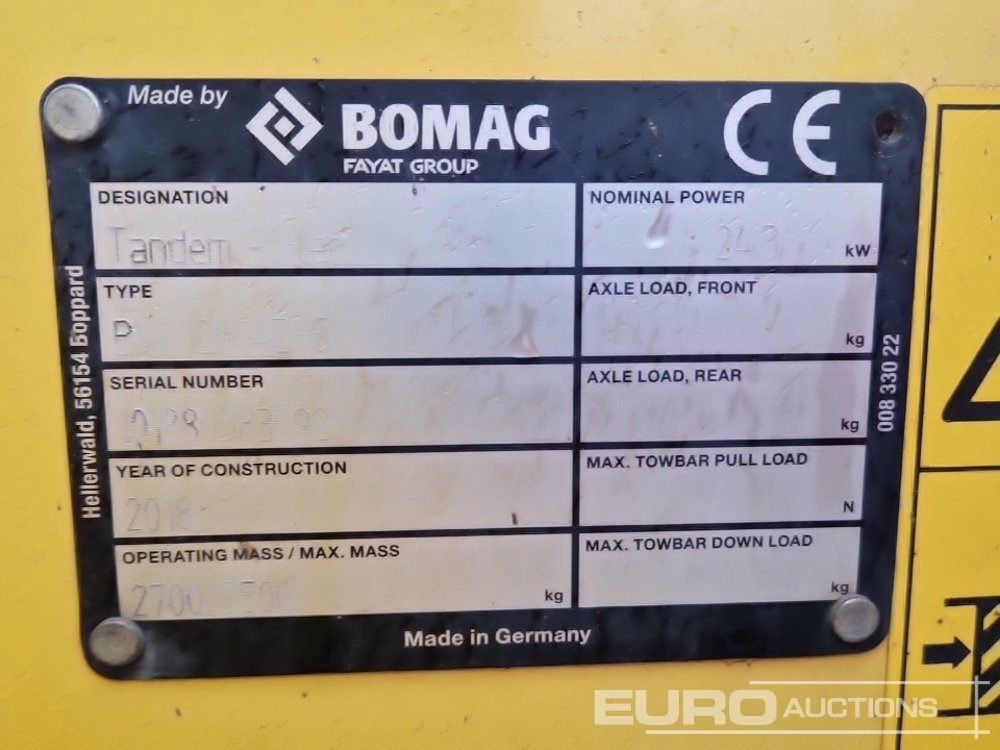 Made by
BOMAG
FAYAT GROUP
CE
DESIGNATION
Tandem
NOMINAL POWER
24.3
kW
TYPE
AXLE LOAD, FRONT
kg
SERIAL NUMBER
AXLE LOAD, REAR
kg
YEAR OF CONSTRUCTION
2018
MAX. TOWBAR PULL LOAD
N
OPERATING MASS / MAX. MASS
kg
MAX. TOWBAR DOWN LOAD
kg
Made in Germany
Hellerwald, 56154 Boppard
008 330 22
EURO AUCTIONS